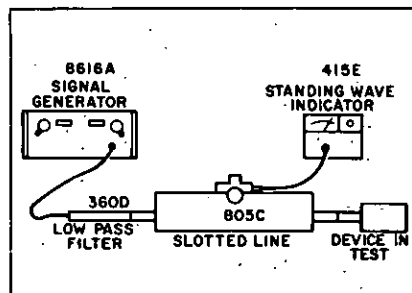 8616A
SIGNAL
GENERATOR
415E
STANDING WAVE
INDICATOR
360D
LOW PASS
FILTER
805C
SLOTTED LINE
DEVICE IN
TEST